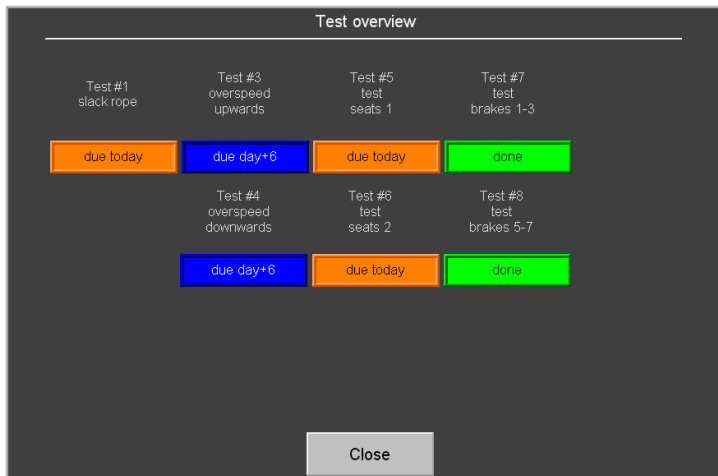 Test overview
Test #1
slack rope
due today
Test #3
overspeed
upwards
due day+6
Test #5
test
seats 1
due today
Test #7
test
brakes 1-3
done
Test #4
overspeed
downwards
due day+6
Test #6
test
seats 2
due today
Test #8
test
brakes 5-7
done
Close